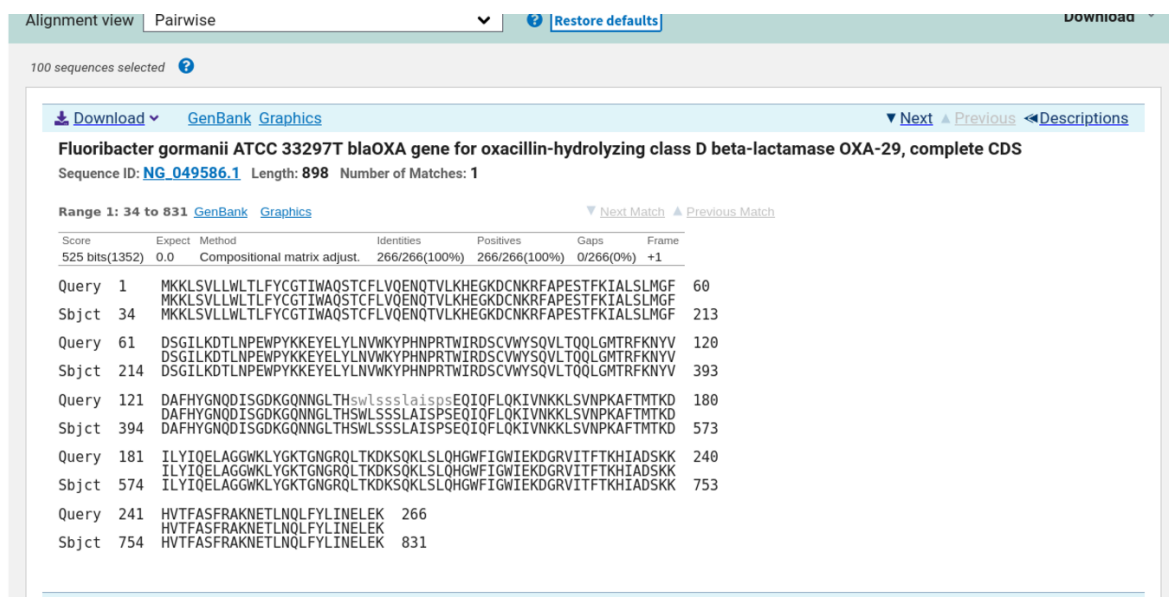 Alignment view Pairwise Restore defaults Download
100 sequences selected
Download GenBank Graphics Next Previous Descriptions
Fluoribacter gormanii ATCC 33297T blaOXA gene for oxacillin-hydrolyzing class D beta-lactamase OXA-29, complete CDS
Sequence ID: NG_049586.1 Length: 898 Number of Matches: 1
Range 1: 34 to 831 GenBank Graphics Next Match Previous Match
Score Expect Method Identities Positives Gaps Frame
525 bits(1352) 0.0 Compositional matrix adjust. 266/266(100%) 266/266(100%) 0/266(0%) +1
Query 1 MKKLSVLLWLTLFYCGTIWAQSTCFLVQENQTVLKHEGKDCNKRFAPESTFKIALSLMGF 60
MKKLSVLLWLTLFYCGTIWAQSTCFLVQENQTVLKHEGKDCNKRFAPESTFKIALSLMGF
Sbjct 34 MKKLSVLLWLTLFYCGTIWAQSTCFLVQENQTVLKHEGKDCNKRFAPESTFKIALSLMGF 213
Query 61 DSGILKDTLNPEWPYKKEYELYLNVWKYPHNPRTWIRDSCVWYSQVLTQQLGMTRFKNYV 120
DSGILKDTLNPEWPYKKEYELYLNVWKYPHNPRTWIRDSCVWYSQVLTQQLGMTRFKNYV
Sbjct 214 DSGILKDTLNPEWPYKKEYELYLNVWKYPHNPRTWIRDSCVWYSQVLTQQLGMTRFKNYV 393
Query 121 DAFHYGNQDISGDKGQNNGLTHswlssslaispsEQIQFLQKIVNKKLSVNPKAFTMTKD 180
DAFHYGNQDISGDKGQNNGLTHSWLSSSLAISPSEQIQFLQKIVNKKLSVNPKAFTMTKD
Sbjct 394 DAFHYGNQDISGDKGQNNGLTHSWLSSSLAISPSEQIQFLQKIVNKKLSVNPKAFTMTKD 573
Query 181 ILYIQELAGGWKLYGKTGNGRQLTKDKSQKLSLQHGWFIGWIEKDGRVITFTKHIADSKK 240
ILYIQELAGGWKLYGKTGNGRQLTKDKSQKLSLQHGWFIGWIEKDGRVITFTKHIADSKK
Sbjct 574 ILYIQELAGGWKLYGKTGNGRQLTKDKSQKLSLQHGWFIGWIEKDGRVITFTKHIADSKK 753
Query 241 HVTFASFRAKNETLNQLFYLINELEK 266
HVTFASFRAKNETLNQLFYLINELEK
Sbjct 754 HVTFASFRAKNETLNQLFYLINELEK 831